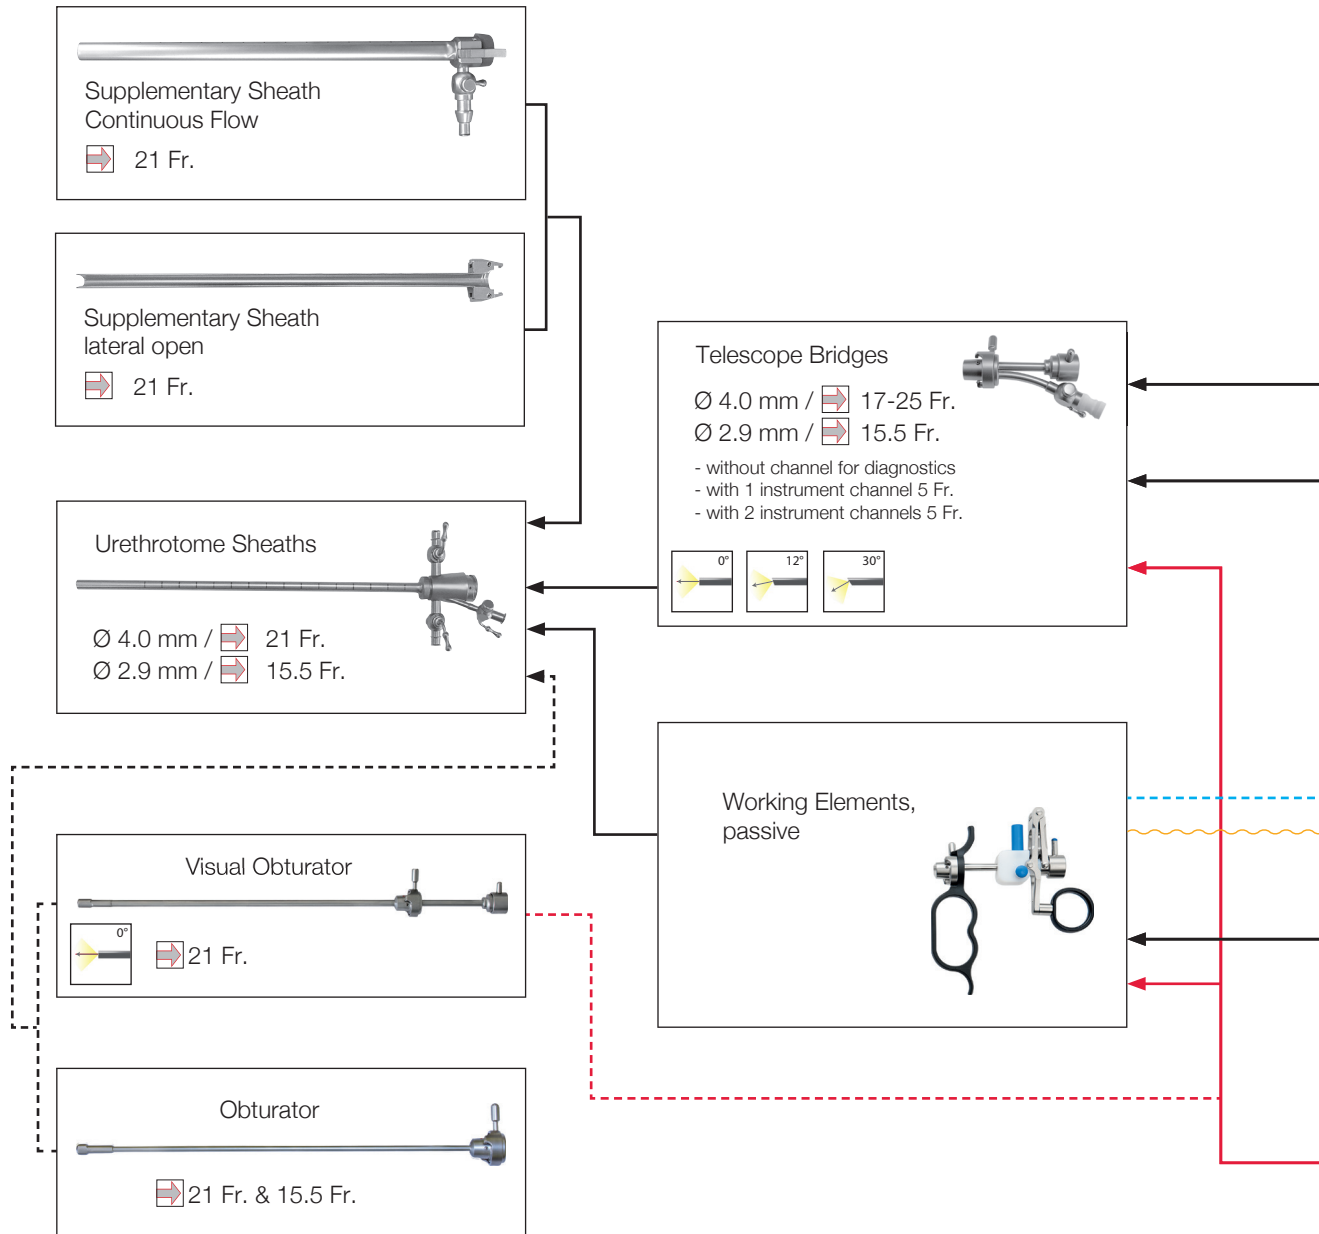 Supplementary Sheath
Continuous Flow
21 Fr.
Supplementary Sheath
lateral open
21 Fr.
Urethrotome Sheaths
Ø 4.0 mm / 21 Fr.
Ø 2.9 mm / 15.5 Fr.
Visual Obturator
0°
21 Fr.
Obturator
21 Fr. & 15.5 Fr.
Telescope Bridges
Ø 4.0 mm / 17-25 Fr.
Ø 2.9 mm / 15.5 Fr.
- without channel for diagnostics
- with 1 instrument channel 5 Fr.
- with 2 instrument channels 5 Fr.
0° 12° 30°
Working Elements,
passive